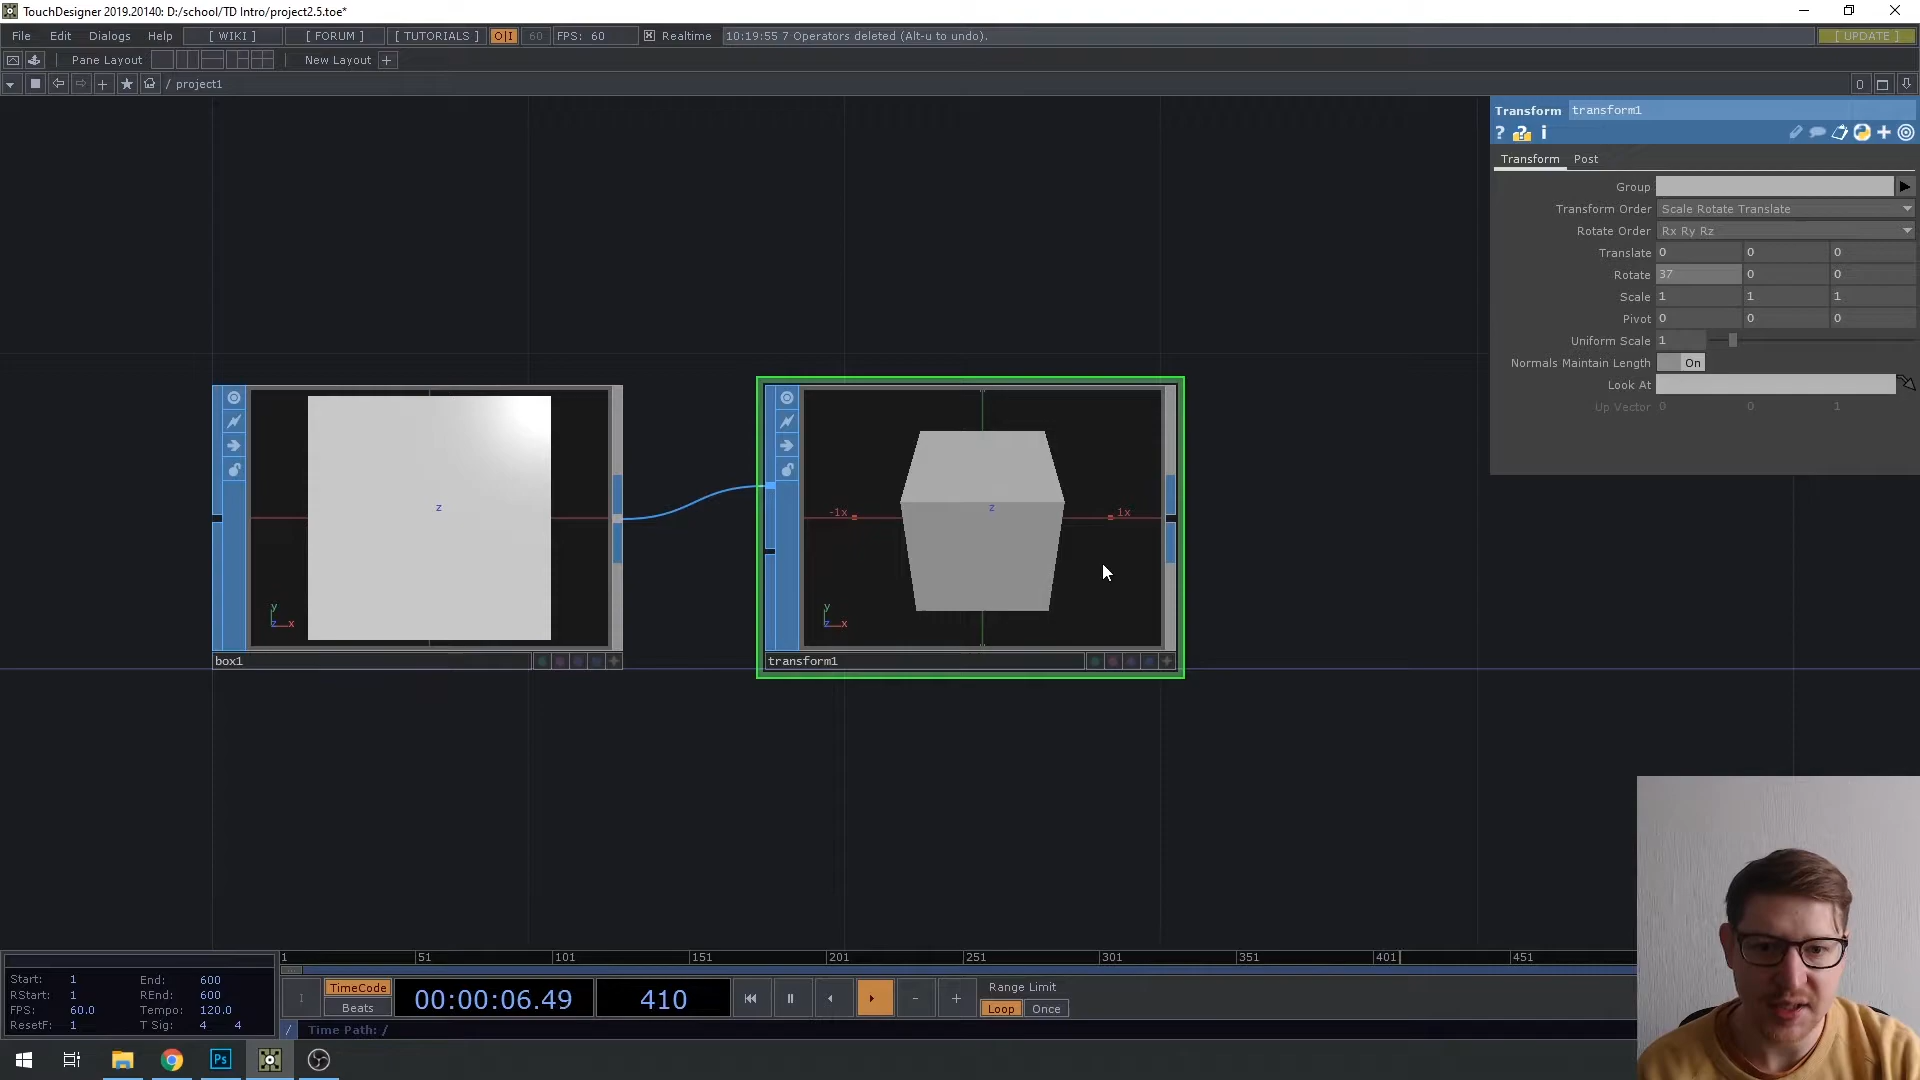 TouchDesigner 2019.20140: D:/school/TD Intro/project2.5.toe*
File Edit Dialogs Help [ WIKI ] [ FORUM ] [ TUTORIALS ] O|I 60 FPS: 60 Realtime 10:19:55 7 Operators deleted (Alt-u to undo). [ UPDATE ]
Pane Layout New Layout +
/ project1 0
Transform transform1
? ? i
Transform Post
Group
Transform Order Scale Rotate Translate
Rotate Order Rx Ry Rz
Translate 0 0 0
Rotate 37 0 0
Scale 1 1 1
Pivot 0 0 0
Uniform Scale 1
Normals Maintain Length On
Look At
Up Vector 0 0 1
z
y
z x
box1
-1x z 1x
y
z x
transform1
1 51 101 151 201 251 301 351 401 451
Start: 1 End: 600
RStart: 1 REnd: 600
FPS: 60.0 Tempo: 120.0
ResetF: 1 T Sig: 4 4
1 TimeCode
Beats
00:00:06.49 410
- +
Range Limit
Loop Once
/ Time Path: /
Ps